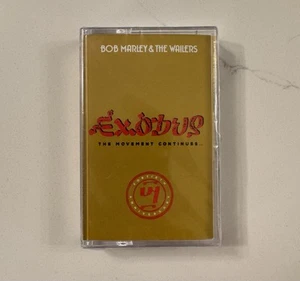 BOB MARLEY & THE WAILERS
EXODUS
THE MOVEMENT CONTINUES...